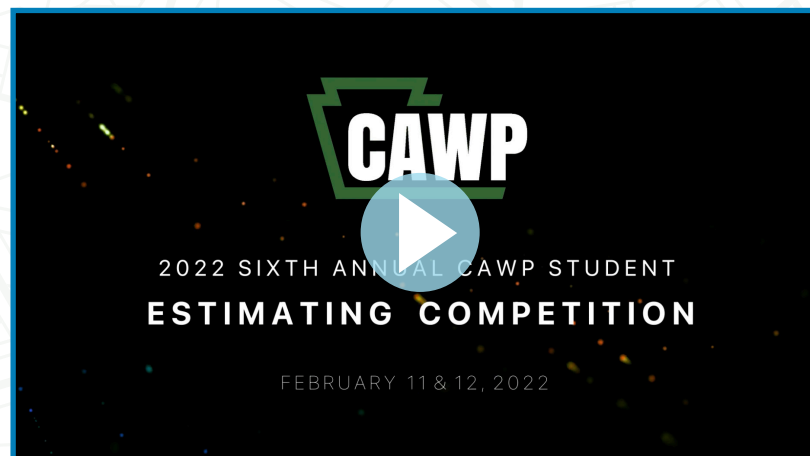 CAWP
2022 SIXTH ANNUAL CAWP STUDENT
ESTIMATING COMPETITION
FEBRUARY 11 & 12, 2022